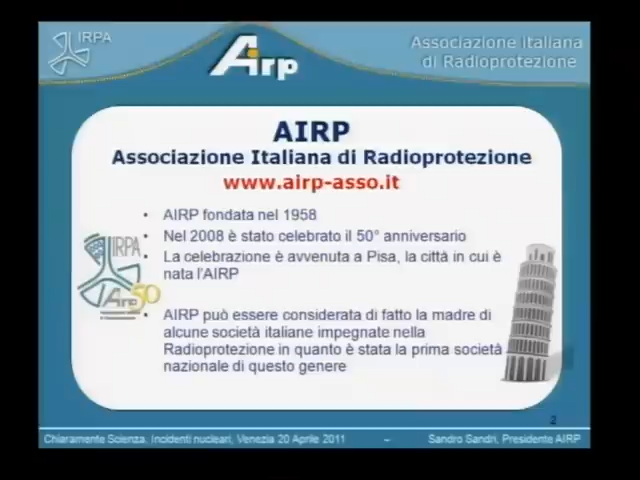 IRPA
Airp
Associazione Italiana
di Radioprotezione
AIRP
Associazione Italiana di Radioprotezione
www.airp-asso.it
• AIRP fondata nel 1958
• Nel 2008 è stato celebrato il 50° anniversario
• La celebrazione è avvenuta a Pisa, la città in cui è
nata l'AIRP
IRPA
Airp 50
• AIRP può essere considerata di fatto la madre di
alcune società italiane impegnate nella
Radioprotezione in quanto è stata la prima società
nazionale di questo genere
2
Chiaramente Scienza, Incidenti nucleari, Venezia 20 Aprile 2011 – Sandro Sandri, Presidente AIRP